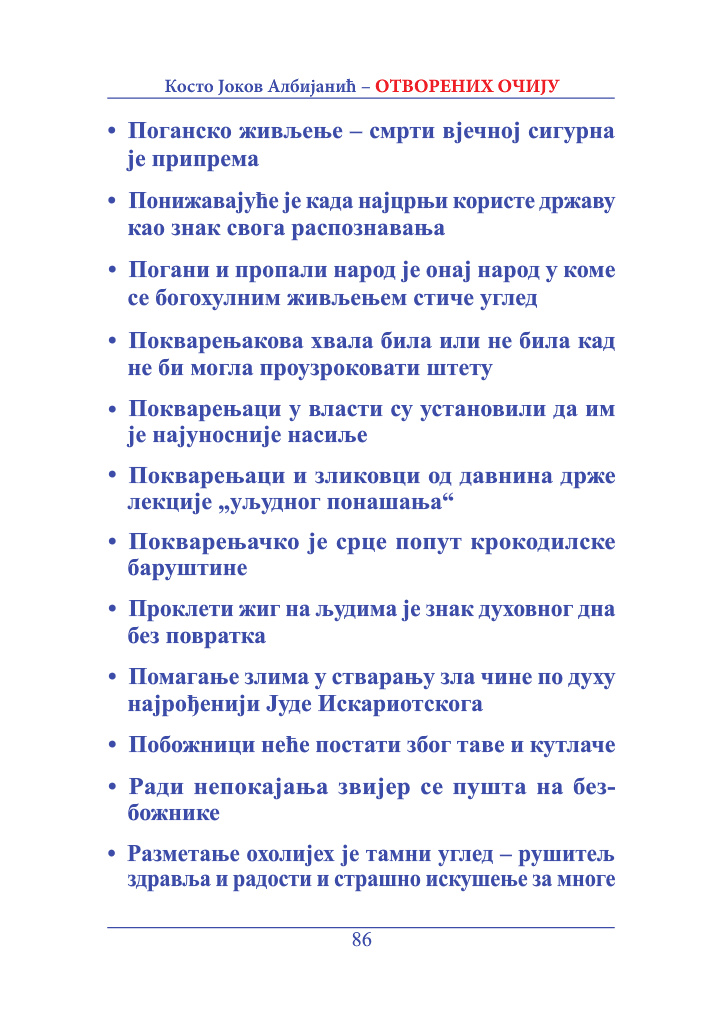 Косто Јоков Албијанић – ОТВОРЕНИХ ОЧИЈУ
• Поганско живљење – смрти вјечној сигурна
је припрема
• Понижавајуће је када најцрњи користе државу
као знак свога распознавања
• Погани и пропали народ је онај народ у коме
се богохулним живљењем стиче углед
• Покварењакова хвала била или не била кад
не би могла проузроковати штету
• Покварењаци у власти су установили да им
је најуносније насиље
• Покварењаци и зликовци од давнина држе
лекције „уљудног понашања“
• Покварењачко је срце попут крокодилске
баруштине
• Проклети жиг на људима је знак духовног дна
без повратка
• Помагање злима у стварању зла чине по духу
најрођенији Јуде Искариотскога
• Побожници неће постати због таве и кутлаче
• Ради непокајања звијер се пушта на без-
божнике
• Разметање охолијех је тамни углед – рушитељ
здравља и радости и страшно искушење за многе
86